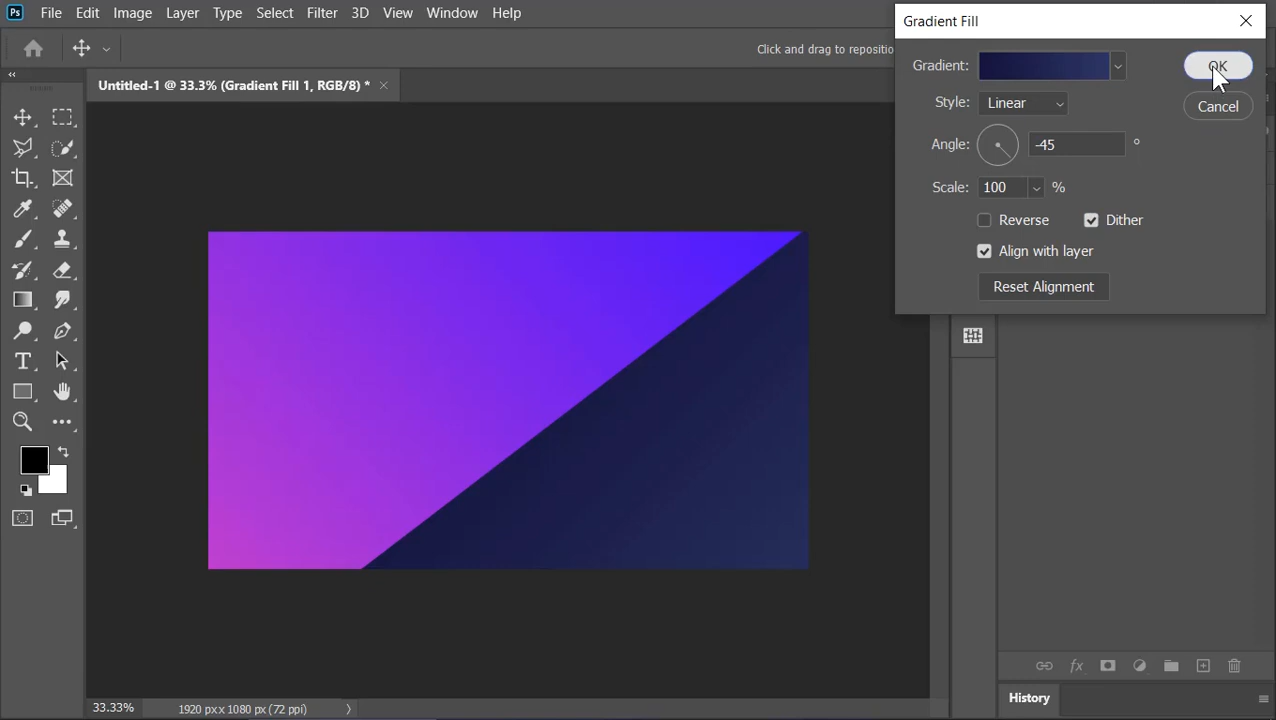 Ps File Edit Image Layer Type Select Filter 3D View Window Help
Gradient Fill
Click and drag to repositio
Gradient: OK
Untitled-1 @ 33.3% (Gradient Fill 1, RGB/8) *
Style: Linear Cancel
Angle: -45 °
Scale: 100 %
Reverse Dither
Align with layer
Reset Alignment
T
fx
33.33% 1920 px x 1080 px (72 ppi)
History